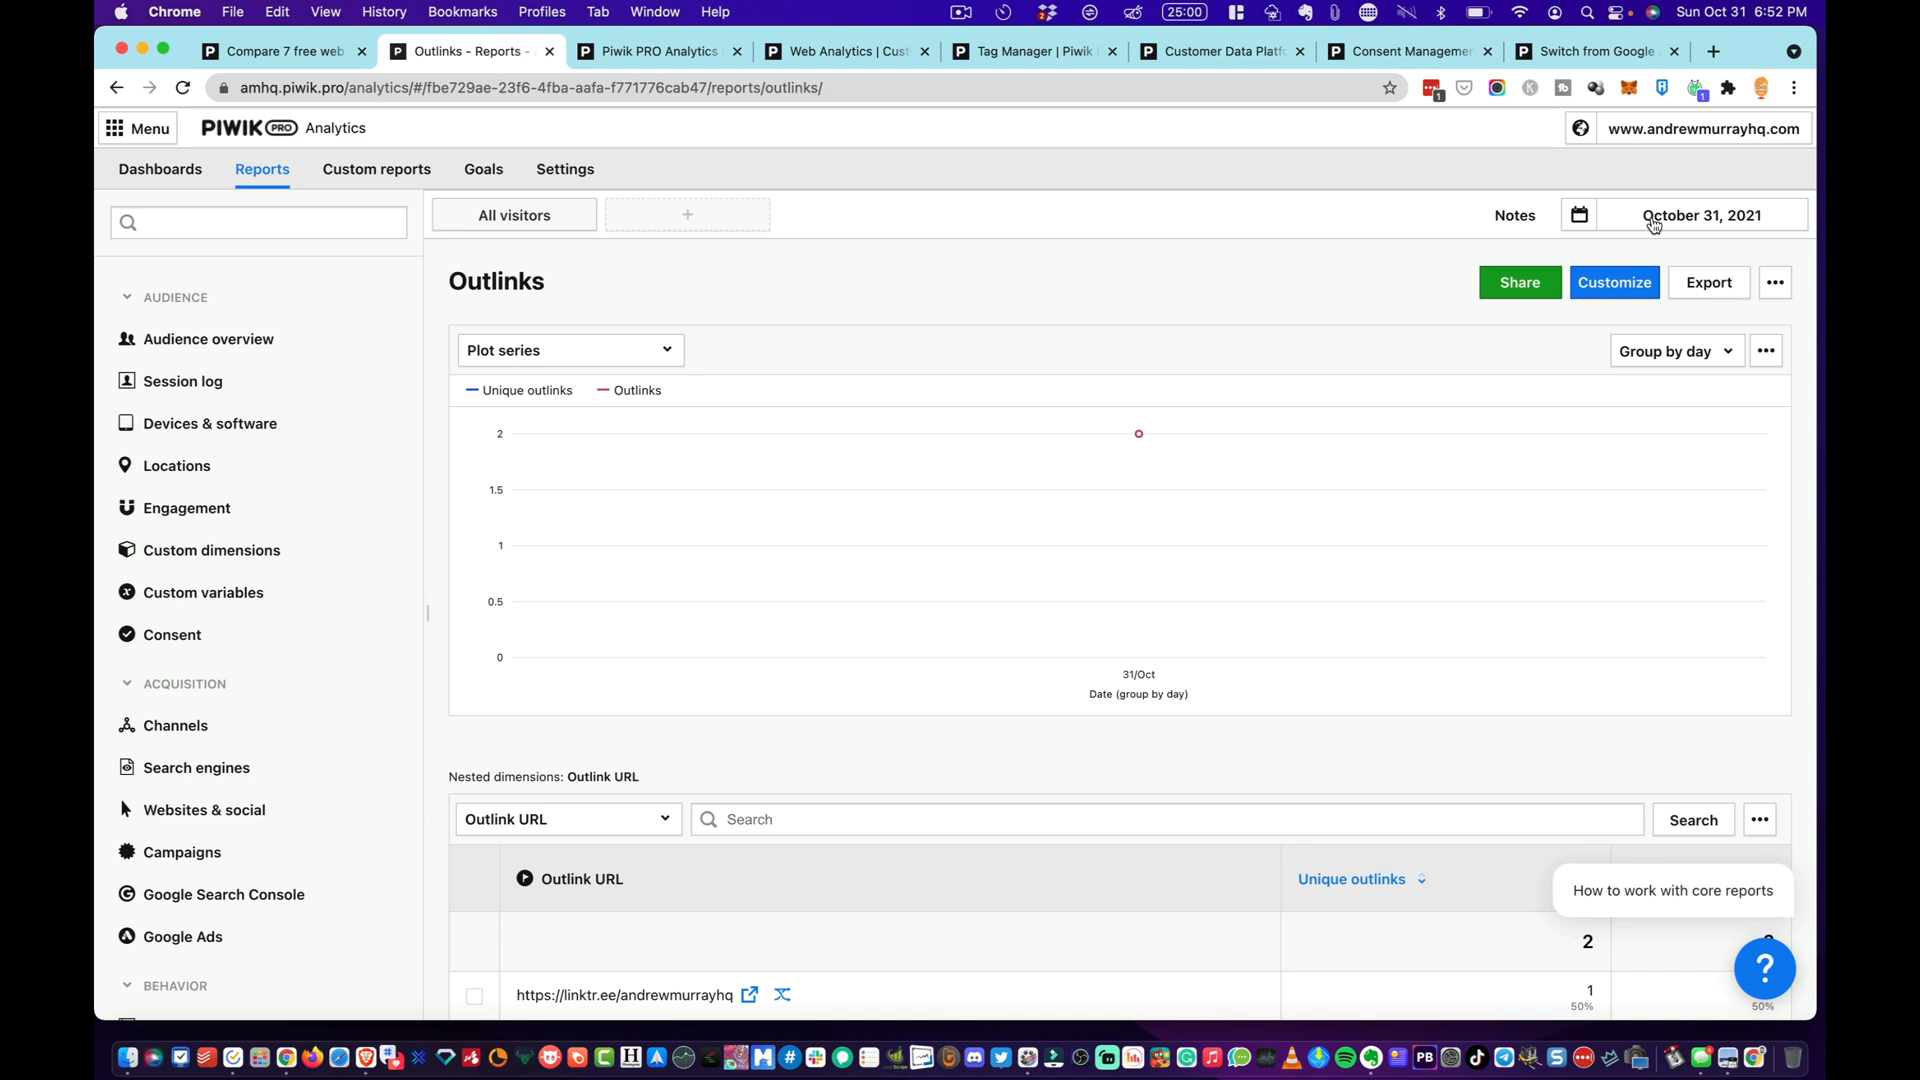 Chrome File Edit View History Bookmarks Profiles Tab Window Help 25:00 Sun Oct 31 6:52 PM
Compare 7 free web Outlinks - Reports - Piwik PRO Analytics Web Analytics | Cust Tag Manager | Piwik Customer Data Platf Consent Managemen Switch from Google
amhq.piwik.pro/analytics/#/fbe729ae-23f6-4fba-aafa-f771776cab47/reports/outlinks/
Menu PIWIK PRO Analytics www.andrewmurrayhq.com
Dashboards Reports Custom reports Goals Settings
All visitors + Notes October 31, 2021
AUDIENCE
Audience overview
Session log
Devices & software
Locations
Engagement
Custom dimensions
Custom variables
Consent
ACQUISITION
Channels
Search engines
Websites & social
Campaigns
Google Search Console
Google Ads
BEHAVIOR
Outlinks
Share Customize Export
Plot series Group by day
Unique outlinks Outlinks
2
1.5
1
0.5
0
31/Oct
Date (group by day)
Nested dimensions: Outlink URL
Outlink URL Search Search
Outlink URL Unique outlinks
How to work with core reports
2
?
https://linktr.ee/andrewmurrayhq 1
50% 50%